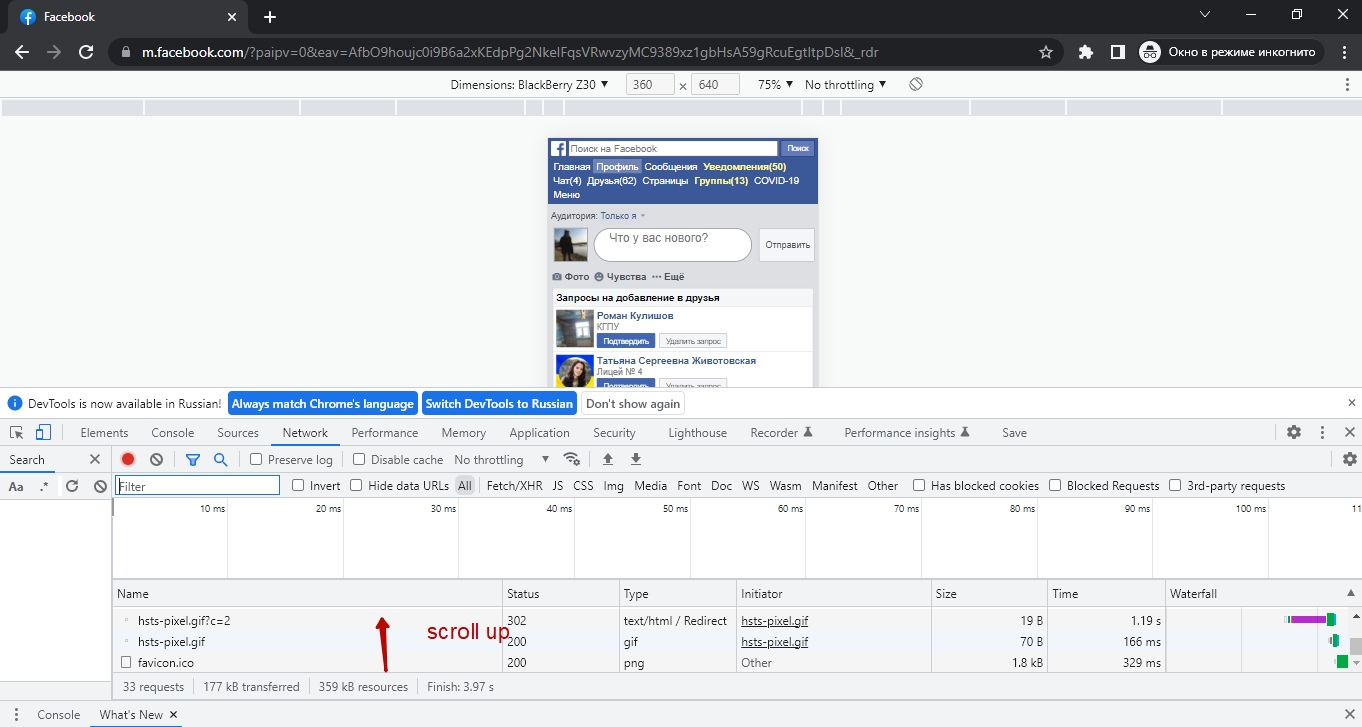 Facebook
m.facebook.com/?paipv=0&eav=AfbO9houjc0i9B6a2xKEdpPg2NkelFqsVRwvzyMC9389xz1gbHsA59gRcuEgtItpDsI&_rdr Окно в режиме инкогнито
Dimensions: BlackBerry Z30 360 × 640 75% No throttling
Поиск на Facebook Поиск
Главная Профиль Сообщения Уведомления(50)
Чат(4) Друзья(62) Страницы Группы(13) COVID-19
Меню
Аудитория: Только я
Что у вас нового? Отправить
Фото Чувства Ещё
Запросы на добавление в друзья
Роман Кулишов
КГПУ
Подтвердить Удалить запрос
Татьяна Сергеевна Животовская
Лицей № 4
Подтвердить Удалить запрос
DevTools is now available in Russian! Always match Chrome's language Switch DevTools to Russian Don't show again
Elements Console Sources Network Performance Memory Application Security Lighthouse Recorder Performance insights Save
Search Preserve log Disable cache No throttling
Aa .* Filter Invert Hide data URLs All Fetch/XHR JS CSS Img Media Font Doc WS Wasm Manifest Other Has blocked cookies Blocked Requests 3rd-party requests
10 ms 20 ms 30 ms 40 ms 50 ms 60 ms 70 ms 80 ms 90 ms 100 ms 11
Name Status Type Initiator Size Time Waterfall
hsts-pixel.gif?c=2 302 text/html / Redirect hsts-pixel.gif 19 B 1.19 s
scroll up
hsts-pixel.gif 200 gif hsts-pixel.gif 70 B 166 ms
favicon.ico 200 png Other 1.8 kB 329 ms
33 requests 177 kB transferred 359 kB resources Finish: 3.97 s
Console What's New